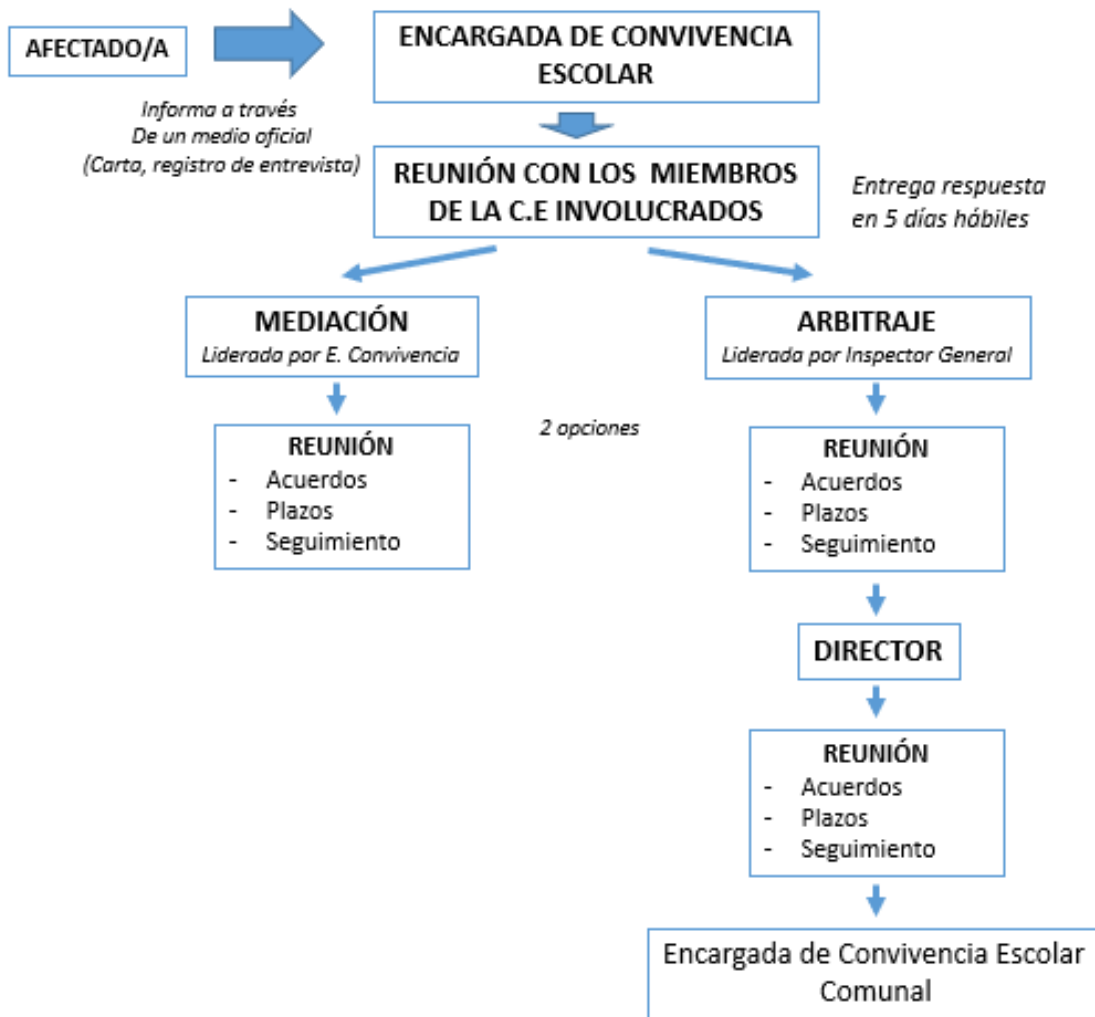 AFECTADO/A
ENCARGADA DE CONVIVENCIA
ESCOLAR
Informa a través
De un medio oficial
(Carta, registro de entrevista)
REUNIÓN CON LOS MIEMBROS
DE LA C.E INVOLUCRADOS
Entrega respuesta
en 5 días hábiles
MEDIACIÓN
Liderada por E. Convivencia
ARBITRAJE
Liderada por Inspector General
2 opciones
REUNIÓN
- Acuerdos
- Plazos
- Seguimiento
REUNIÓN
- Acuerdos
- Plazos
- Seguimiento
DIRECTOR
REUNIÓN
- Acuerdos
- Plazos
- Seguimiento
Encargada de Convivencia Escolar
Comunal